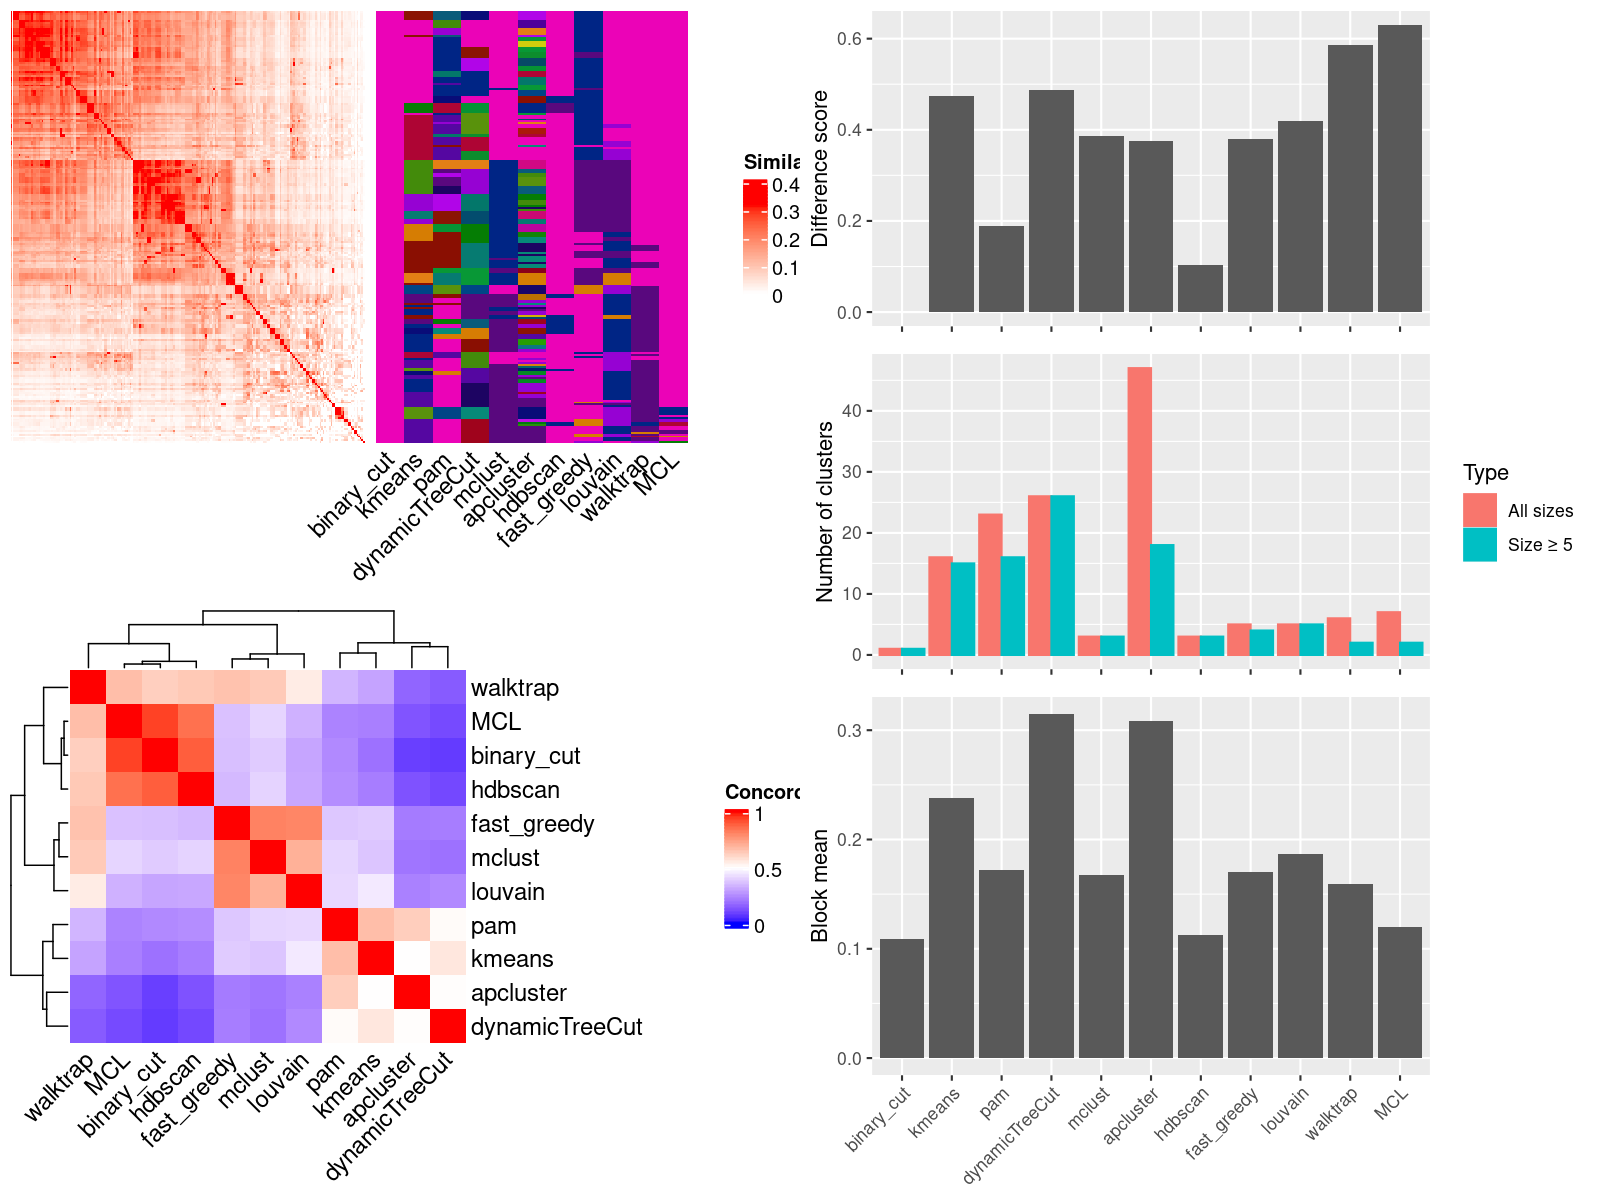 Simila
0.4
0.3
0.2
0.1
0
binary_cut
kmeans
pam
dynamicTreeCut
mclust
apcluster
hdbscan
fast_greedy
louvain
walktrap
MCL
walktrap
MCL
binary_cut
hdbscan
fast_greedy
mclust
louvain
pam
kmeans
apcluster
dynamicTreeCut
Concord
1
0.5
0
walktrap
MCL
binary_cut
hdbscan
fast_greedy
mclust
louvain
pam
kmeans
apcluster
dynamicTreeCut
Difference score
0.6
0.4
0.2
0.0
Number of clusters
40
30
20
10
0
Type
All sizes
Size ≥ 5
Block mean
0.3
0.2
0.1
0.0
binary_cut
kmeans
pam
dynamicTreeCut
mclust
apcluster
hdbscan
fast_greedy
louvain
walktrap
MCL